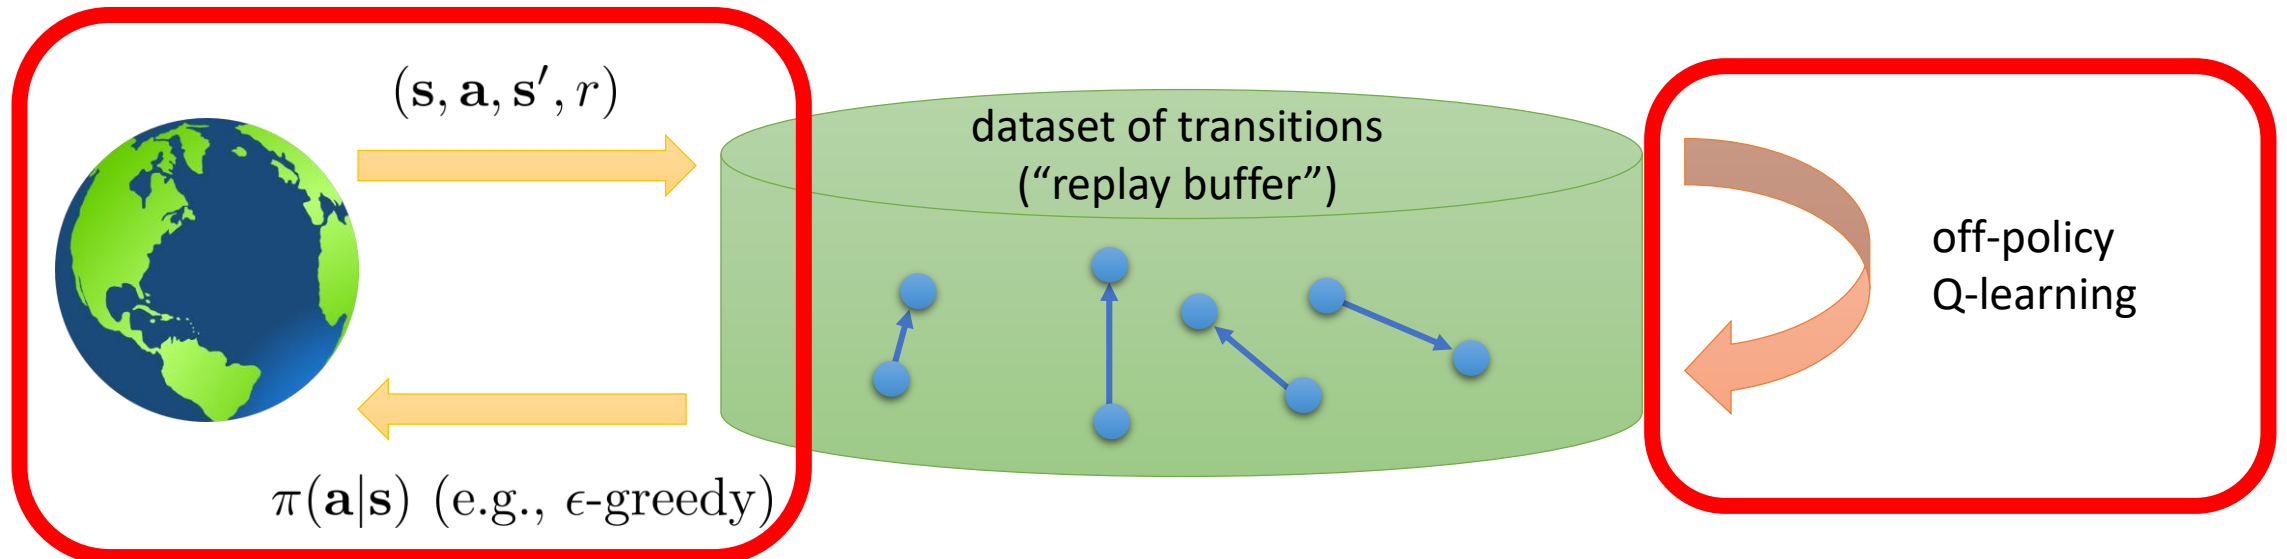 (s, a, s′, r)
dataset of transitions
(“replay buffer”)
off-policy
Q-learning
π(a|s) (e.g., ϵ-greedy)